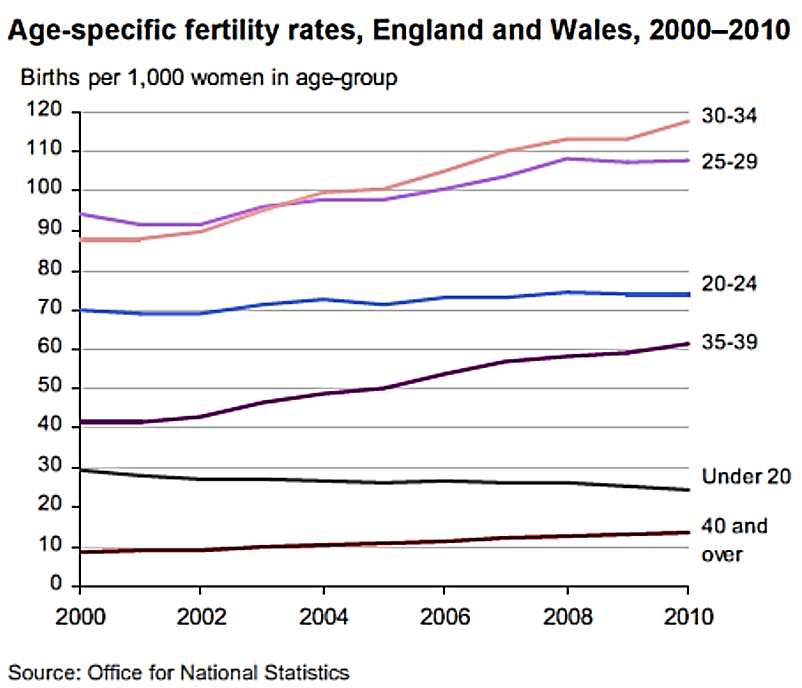 Age-specific fertility rates, England and Wales, 2000–2010
Births per 1,000 women in age-group
120
110
100
90
80
70
60
50
40
30
20
10
0
30-34
25-29
20-24
35-39
Under 20
40 and
over
2000 2002 2004 2006 2008 2010
Source: Office for National Statistics